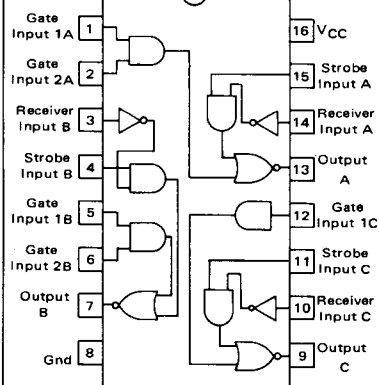 Gate
Input 1A
1
Gate
Input 2A
2
Receiver
Input B
3
Strobe
Input B
4
Gate
Input 1B
5
Gate
Input 2B
6
Output
B
7
Gnd
8
16
VCC
15
Strobe
Input A
14
Receiver
Input A
13
Output
A
12
Gate
Input 1C
11
Strobe
Input C
10
Receiver
Input C
9
Output
C